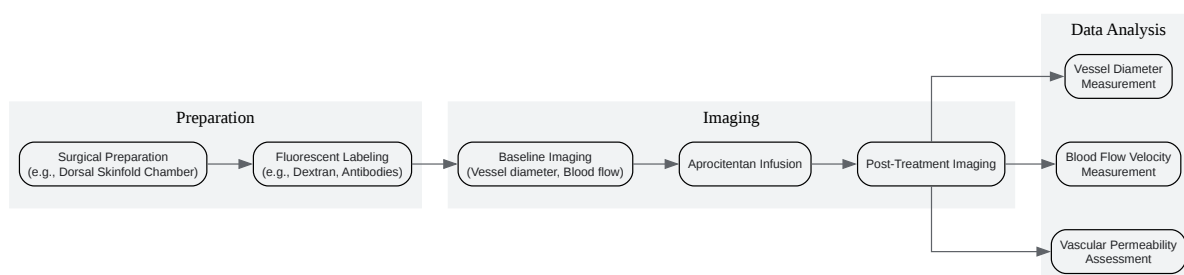 Preparation
Surgical Preparation
(e.g., Dorsal Skinfold Chamber)
Fluorescent Labeling
(e.g., Dextran, Antibodies)
Imaging
Baseline Imaging
(Vessel diameter, Blood flow)
Aprocitentan Infusion
Post-Treatment Imaging
Data Analysis
Vessel Diameter
Measurement
Blood Flow Velocity
Measurement
Vascular Permeability
Assessment